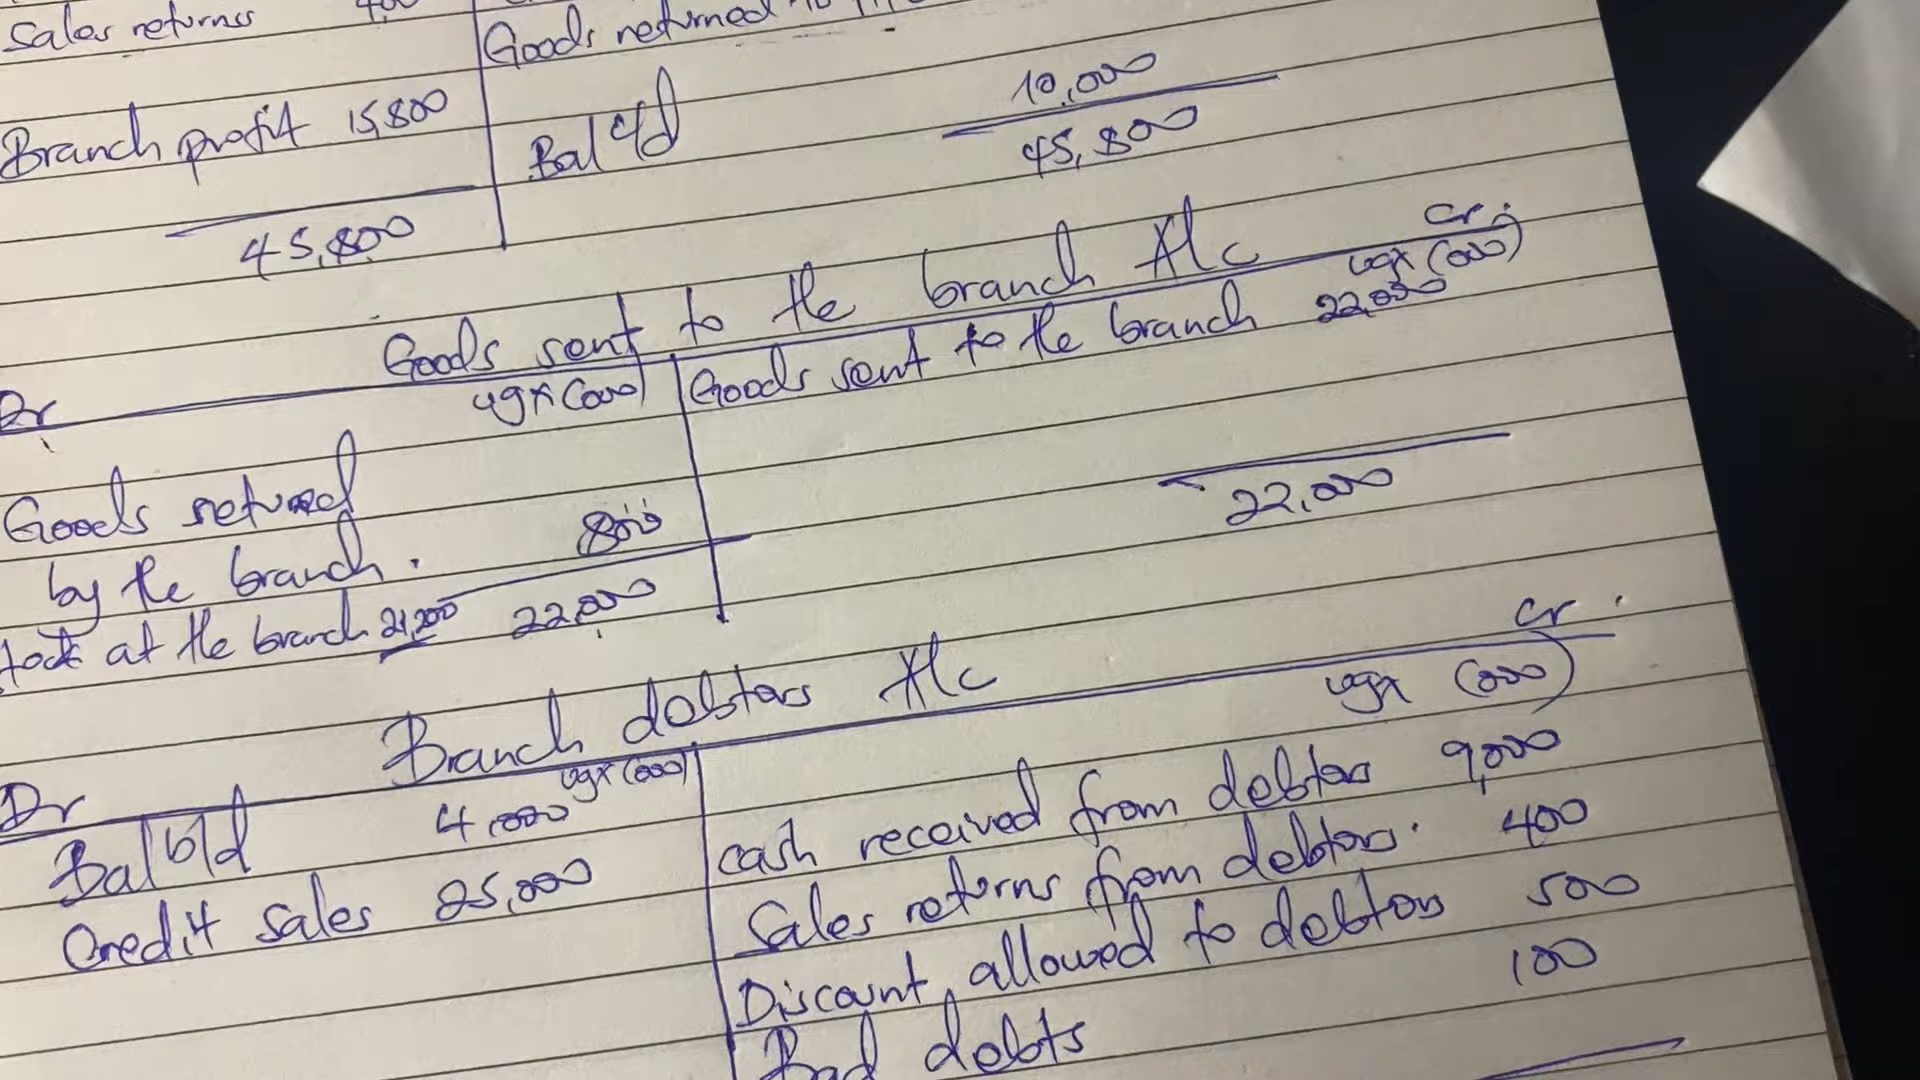 Sales returns 400 Goods returned to
10,000
Branch profit 15,800 Bal c/d 45,800
45,800
Goods sent to the branch A/c Cr.
Dr ugx (000) Goods sent to the branch 22,000 ugx (000)
Goods retured
by the branch. 800 22,000
at the branch 21,200 22,000
Branch debtors A/c Cr.
Dr ugx (000) ugx (000)
Bal b/d 4,000 cash received from debtors 9,000
Credit sales 25,000 Sales returns from debtors. 400
Discount allowed to debtors 500
Bad debts 100